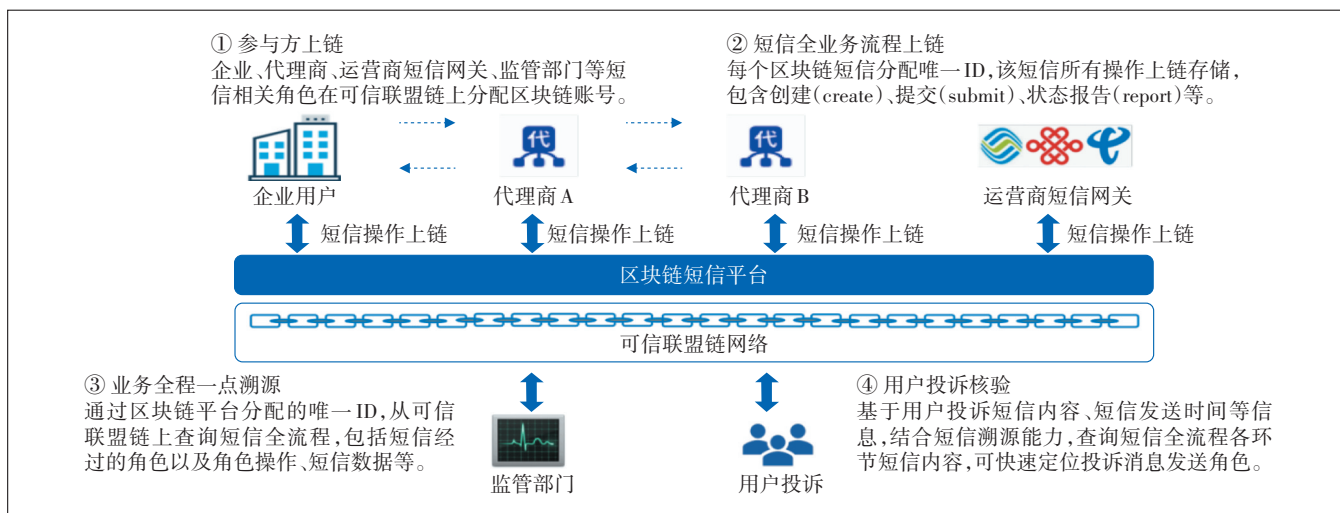 ① 参与方上链
企业、代理商、运营商短信网关、监管部门等短
信相关角色在可信联盟链上分配区块链账号。
② 短信全业务流程上链
每个区块链短信分配唯一ID,该短信所有操作上链存储,
包含创建(create)、提交(submit)、状态报告(report)等。
代
代
企业用户
代理商A
代理商B
运营商短信网关
短信操作上链
短信操作上链
短信操作上链
短信操作上链
区块链短信平台
可信联盟链网络
③ 业务全程一点溯源
通过区块链平台分配的唯一ID,从可信
联盟链上查询短信全流程,包括短信经
过的角色以及角色操作、短信数据等。
监管部门
用户投诉
④ 用户投诉核验
基于用户投诉短信内容、短信发送时间等信
息,结合短信溯源能力,查询短信全流程各环
节短信内容,可快速定位投诉消息发送角色。